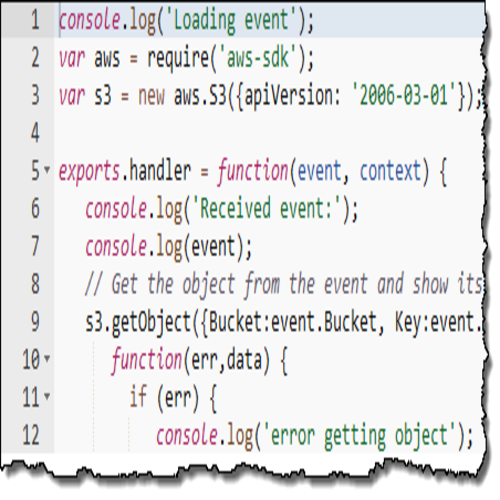 1 console.log('Loading event');
2 var aws = require('aws-sdk');
3 var s3 = new aws.S3({apiVersion: '2006-03-01'});
4
5 exports.handler = function(event, context) {
6 console.log('Received event:');
7 console.log(event);
8 // Get the object from the event and show its
9 s3.getObject({Bucket:event.Bucket, Key:event.
10 function(err,data) {
11 if (err) {
12 console.log('error getting object');